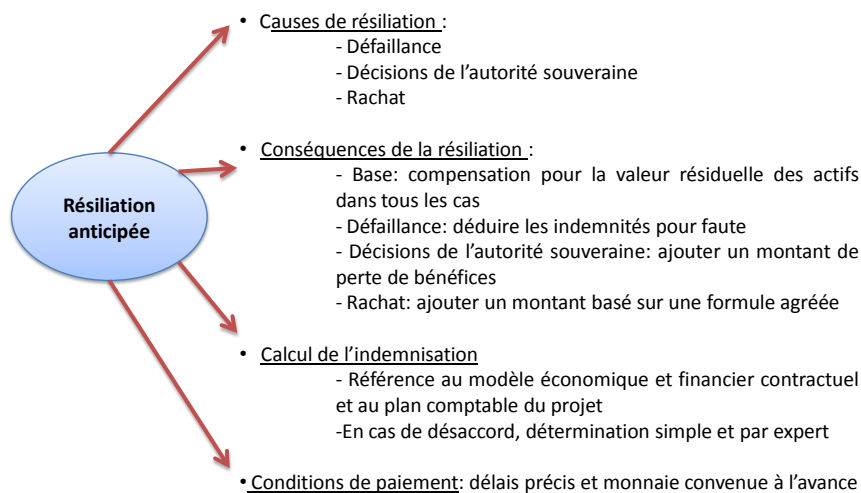 Résiliation
anticipée
• Causes de résiliation :
- Défaillance
- Décisions de l'autorité souveraine
- Rachat
• Conséquences de la résiliation :
- Base: compensation pour la valeur résiduelle des actifs
dans tous les cas
- Défaillance: déduire les indemnités pour faute
- Décisions de l'autorité souveraine: ajouter un montant de
perte de bénéfices
- Rachat: ajouter un montant basé sur une formule agréée
• Calcul de l'indemnisation
- Référence au modèle économique et financier contractuel
et au plan comptable du projet
-En cas de désaccord, détermination simple et par expert
• Conditions de paiement: délais précis et monnaie convenue à l'avance